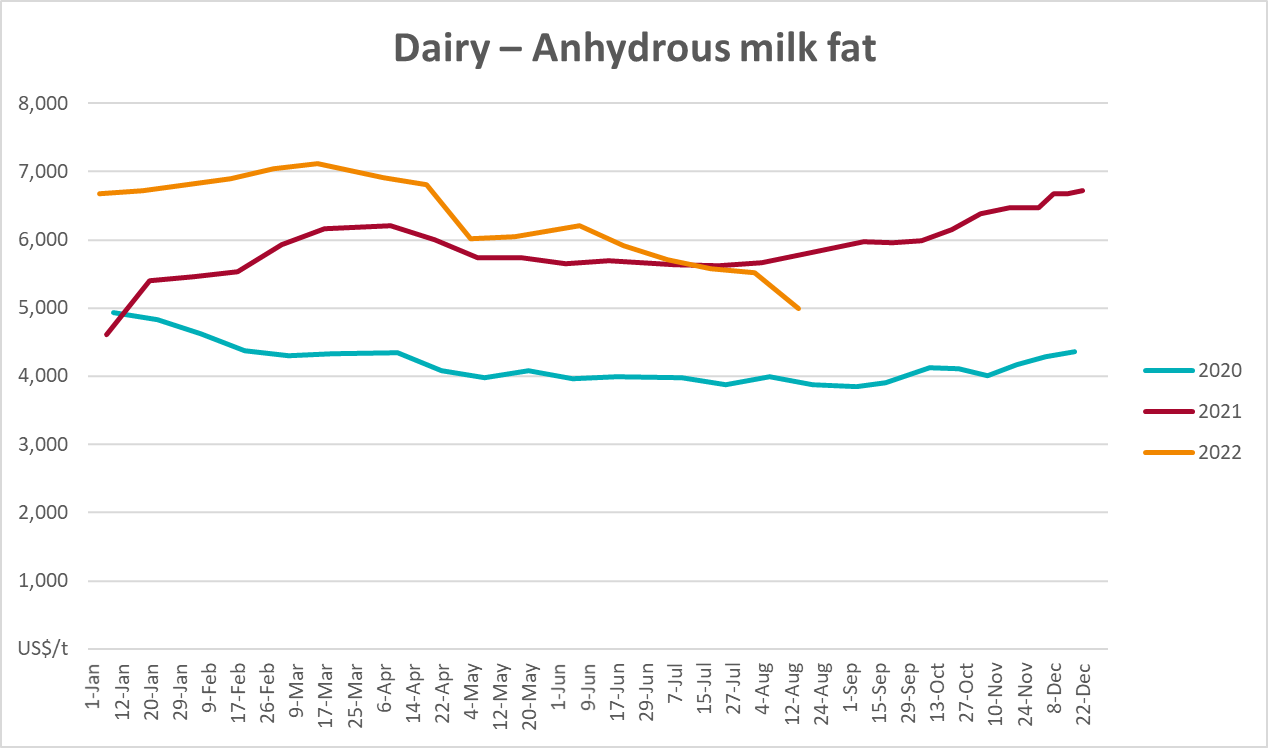 Dairy – Anhydrous milk fat
8,000
7,000
6,000
5,000
4,000
3,000
2,000
1,000
US$/t
1-Jan
12-Jan
20-Jan
29-Jan
9-Feb
17-Feb
26-Feb
9-Mar
17-Mar
25-Mar
6-Apr
14-Apr
22-Apr
4-May
12-May
20-May
1-Jun
9-Jun
17-Jun
29-Jun
7-Jul
15-Jul
27-Jul
4-Aug
12-Aug
24-Aug
1-Sep
15-Sep
29-Sep
13-Oct
27-Oct
10-Nov
24-Nov
8-Dec
22-Dec
2020
2021
2022